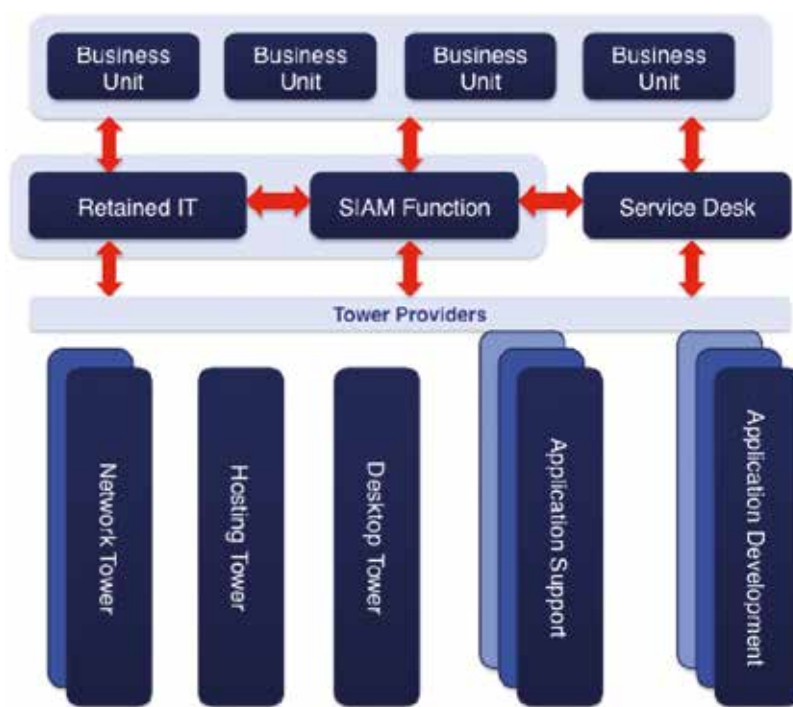 Business
Unit
Business
Unit
Business
Unit
Business
Unit
Retained IT
SIAM Function
Service Desk
Tower Providers
Network Tower
Hosting Tower
Desktop Tower
Application Support
Application Development